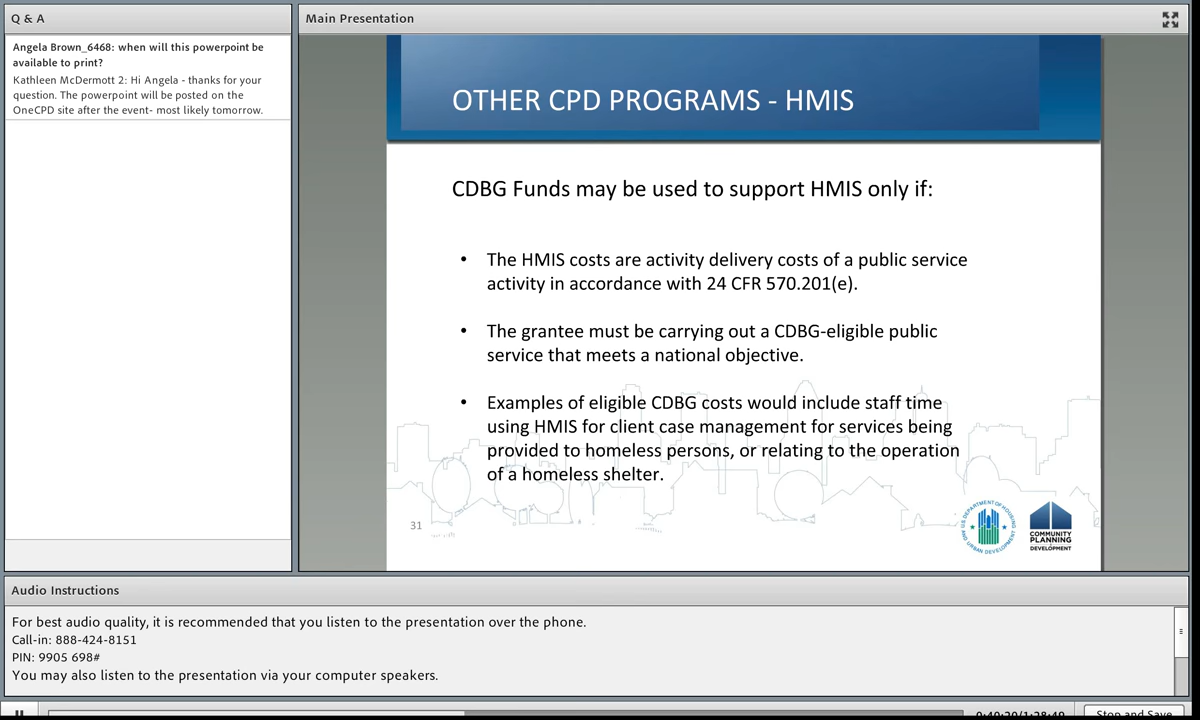 Q & A
Angela Brown_6468: when will this powerpoint be
available to print?
Kathleen McDermott 2: Hi Angela - thanks for your
question. The powerpoint will be posted on the
OneCPD site after the event- most likely tomorrow.
Main Presentation
OTHER CPD PROGRAMS - HMIS
CDBG Funds may be used to support HMIS only if:
• The HMIS costs are activity delivery costs of a public service
activity in accordance with 24 CFR 570.201(e).
• The grantee must be carrying out a CDBG-eligible public
service that meets a national objective.
• Examples of eligible CDBG costs would include staff time
using HMIS for client case management for services being
provided to homeless persons, or relating to the operation
of a homeless shelter.
31
U.S. DEPARTMENT OF HOUSING
AND URBAN DEVELOPMENT
COMMUNITY
PLANNING
DEVELOPMENT
Audio Instructions
For best audio quality, it is recommended that you listen to the presentation over the phone.
Call-in: 888-424-8151
PIN: 9905 698#
You may also listen to the presentation via your computer speakers.
0:40:20/1:28:49
Stop and Save